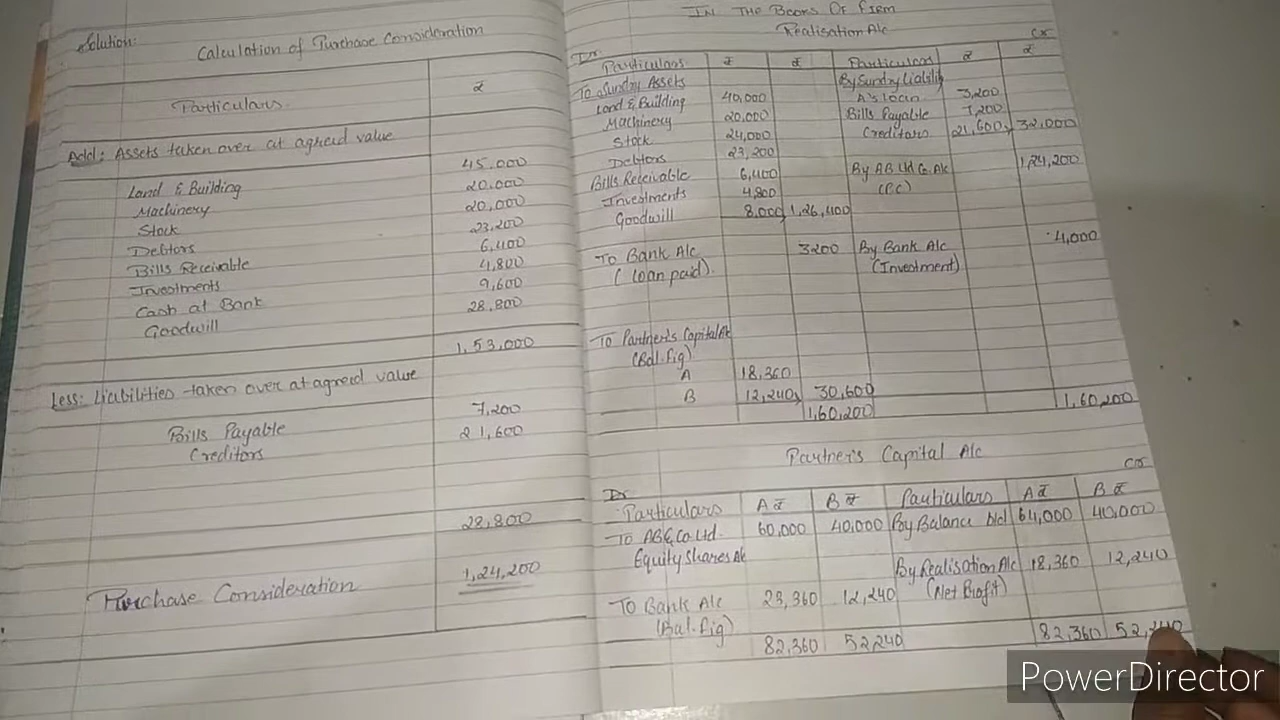 Solution:
Calculation of Purchase Consideration
Particulars. ₹
Add: Assets taken over at agreed value
Land & Building 45,000
Machinery 20,000
Stock 20,000
Debtors 23,200
Bills Receivable 6,400
Investments 4,800
Cash at Bank 9,600
Goodwill 28,800
1,53,000
Less: Liabilities taken over at agreed value
Bills Payable 7,200
Creditors 21,600
28,800
Purchase Consideration 1,24,200
IN THE BOOKS OF FIRM
Realisation A/c
Dr Cr
Particulars ₹ ₹ Particulars ₹ ₹
To Sundry Assets By Sundry Liability
Land & Building 40,000 A's loan 3,200
Machinery 20,000 Bills Payable 7,200
Stock 24,000 Creditors 21,600 32,000
Debtors 23,200
Bills Receivable 6,400 By AB Ltd Co. A/c 1,24,200
Investments 4,800 (P.C)
Goodwill 8,000 1,26,400
To Bank A/c 3200 By Bank A/c 4,000
(loan paid). (Investment)
To Partner's Capital A/c
(Bal.fig)
A 18,360
B 12,240 30,600
1,60,200 1,60,200
Partner's Capital A/c
Dr Cr
Particulars A ₹ B ₹ Particulars A ₹ B ₹
To AB & Co Ltd. 60,000 40,000 By Balance b/d 64,000 40,000
Equity shares A/c
By Realisation A/c 18,360 12,240
(Net Profit)
To Bank A/c 23,360 12,240
(Bal.fig)
82,360 52,240 82,360 52,240
PowerDirector